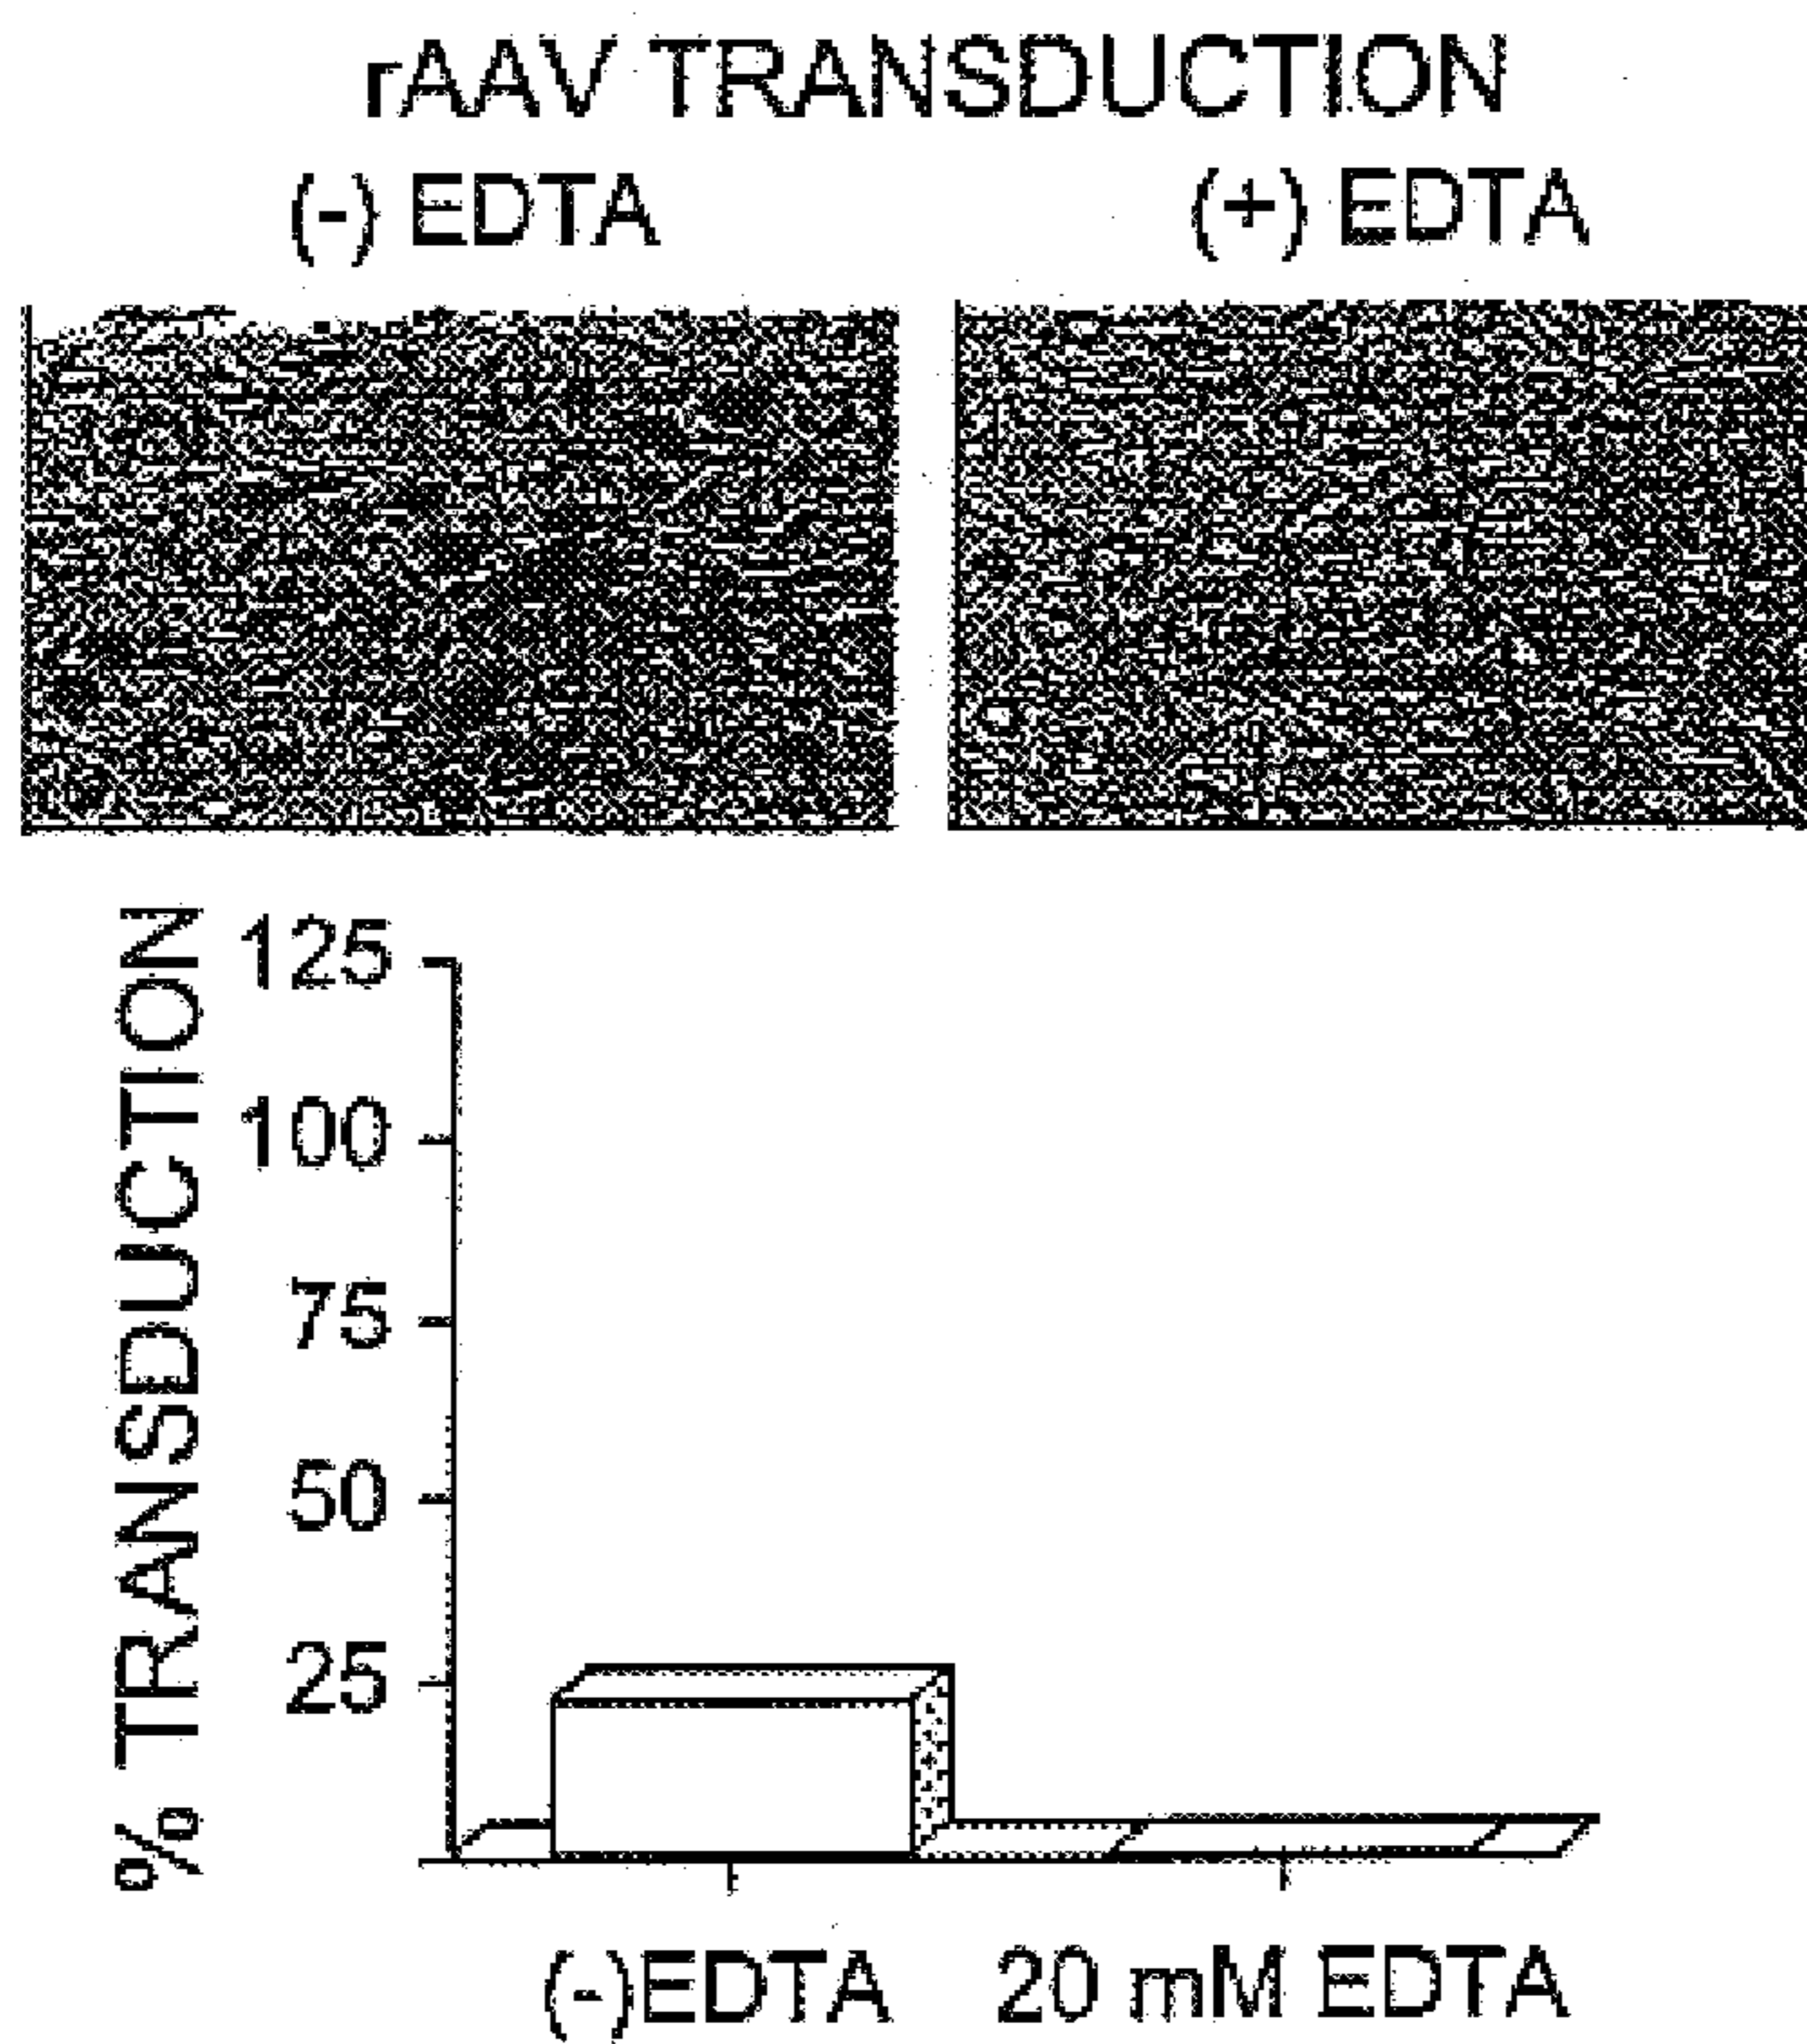 rAAV TRANSDUCTION
(-) EDTA
(+) EDTA
% TRANSDUCTION
125
100
75
50
25
(-)EDTA
20 mM EDTA